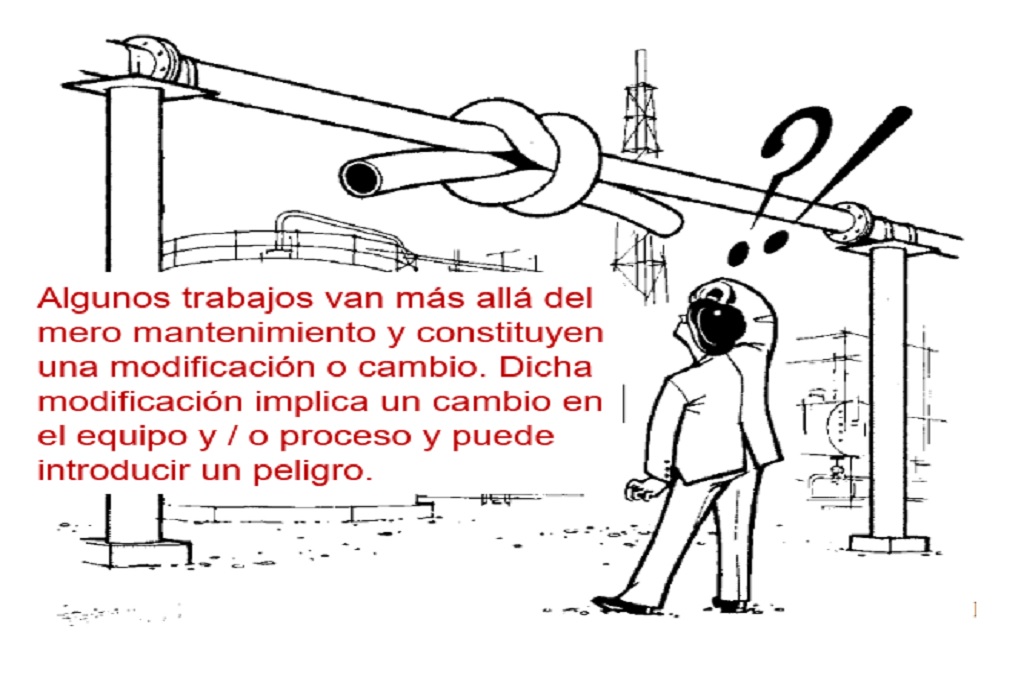 ?!
Algunos trabajos van más allá del
mero mantenimiento y constituyen
una modificación o cambio. Dicha
modificación implica un cambio en
el equipo y / o proceso y puede
introducir un peligro.